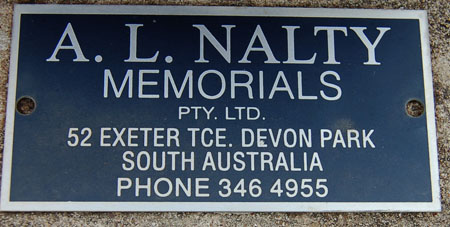 A. L. NALTY
MEMORIALS
PTY. LTD.
52 EXETER TCE. DEVON PARK
SOUTH AUSTRALIA
PHONE 346 4955